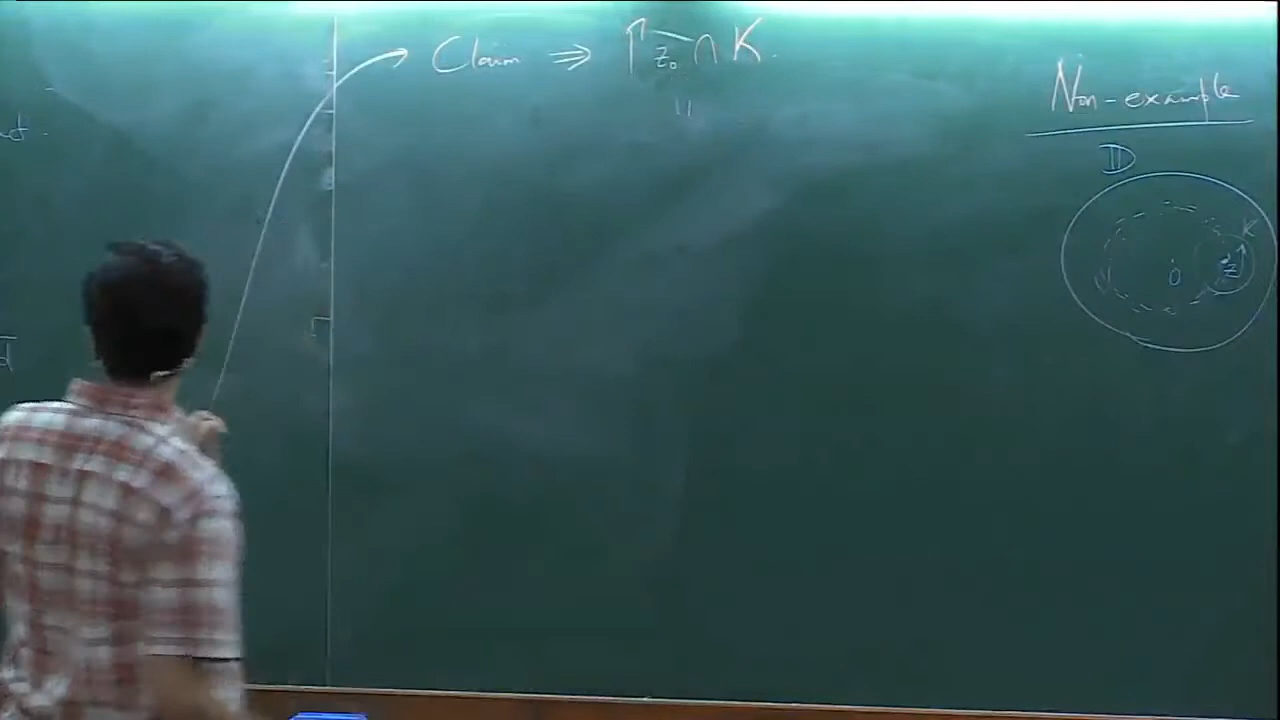 Claim ⇒ Γz₀ ∩ K.
=
Non-example
𝔻
K
z
0